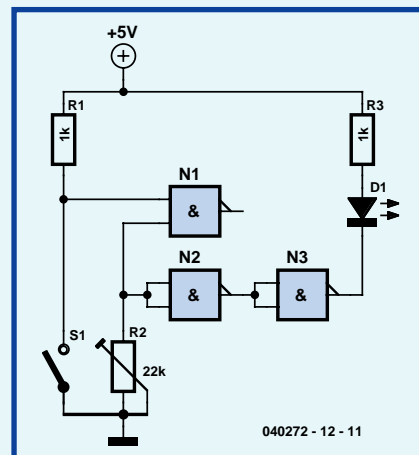 +5V
R1
1k
R3
1k
N1
&
D1
N2
&
N3
&
S1
R2
22k
040272 - 12 - 11